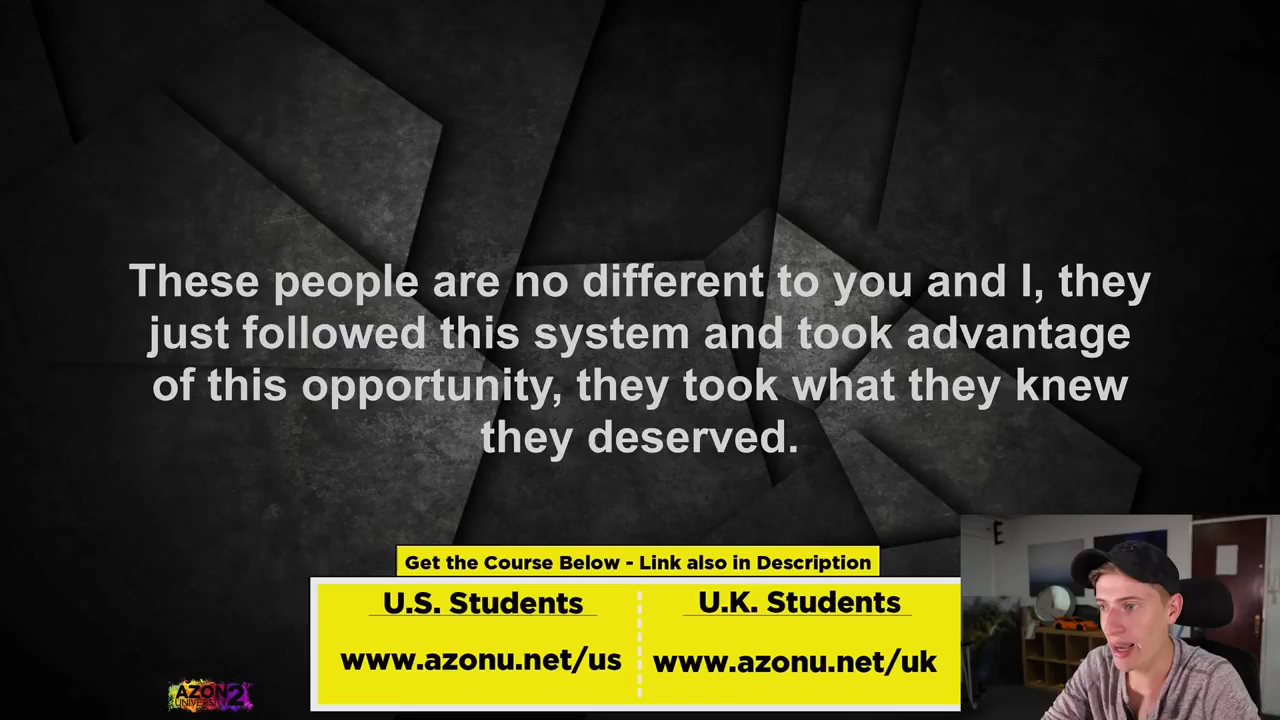 These people are no different to you and I, they
just followed this system and took advantage
of this opportunity, they took what they knew
they deserved.
Get the Course Below - Link also in Description
U.S. Students
U.K. Students
www.azonu.net/us
www.azonu.net/uk
AZON
UNIVERSITY
2
E